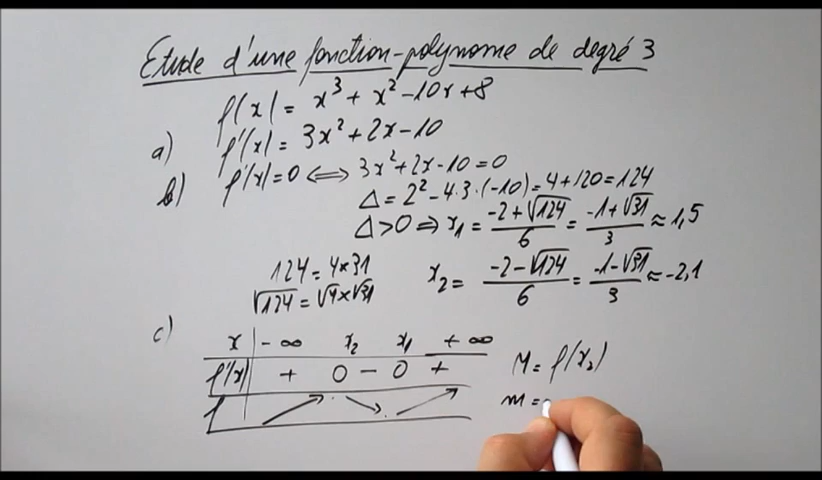 Etude d'une fonction-polynome de degré 3
f(x) = x³ + x² - 10x + 8
a) f'(x) = 3x² + 2x - 10
b) f'(x) = 0 ⟺ 3x² + 2x - 10 = 0
Δ = 2² - 4.3.(-10) = 4 + 120 = 124
Δ > 0 ⟹ x₁ = (-2 + √124)/6 = (-1 + √31)/3 ≈ 1,5
124 = 4×31
√124 = √4 × √31
x₂ = (-2 - √124)/6 = (-1 - √31)/3 ≈ -2,1
c)
x | -∞ x₂ x₁ +∞
f'(x) | + 0 - 0 +
f | ↗ ↘ ↗
M = f(x₂)
m =